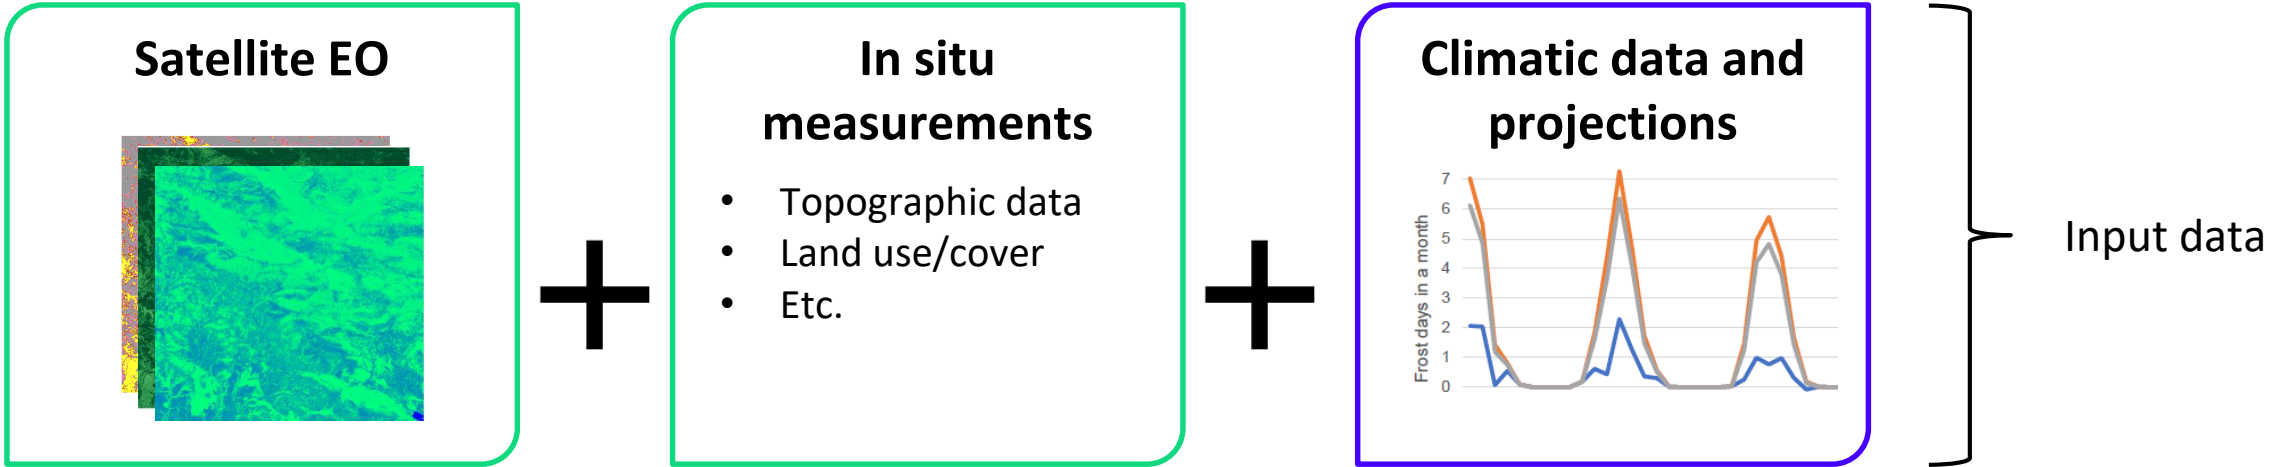 Satellite EO
In situ
measurements
• Topographic data
• Land use/cover
• Etc.
Climatic data and
projections
Frost days in a month
7
6
5
4
3
2
1
0
Input data